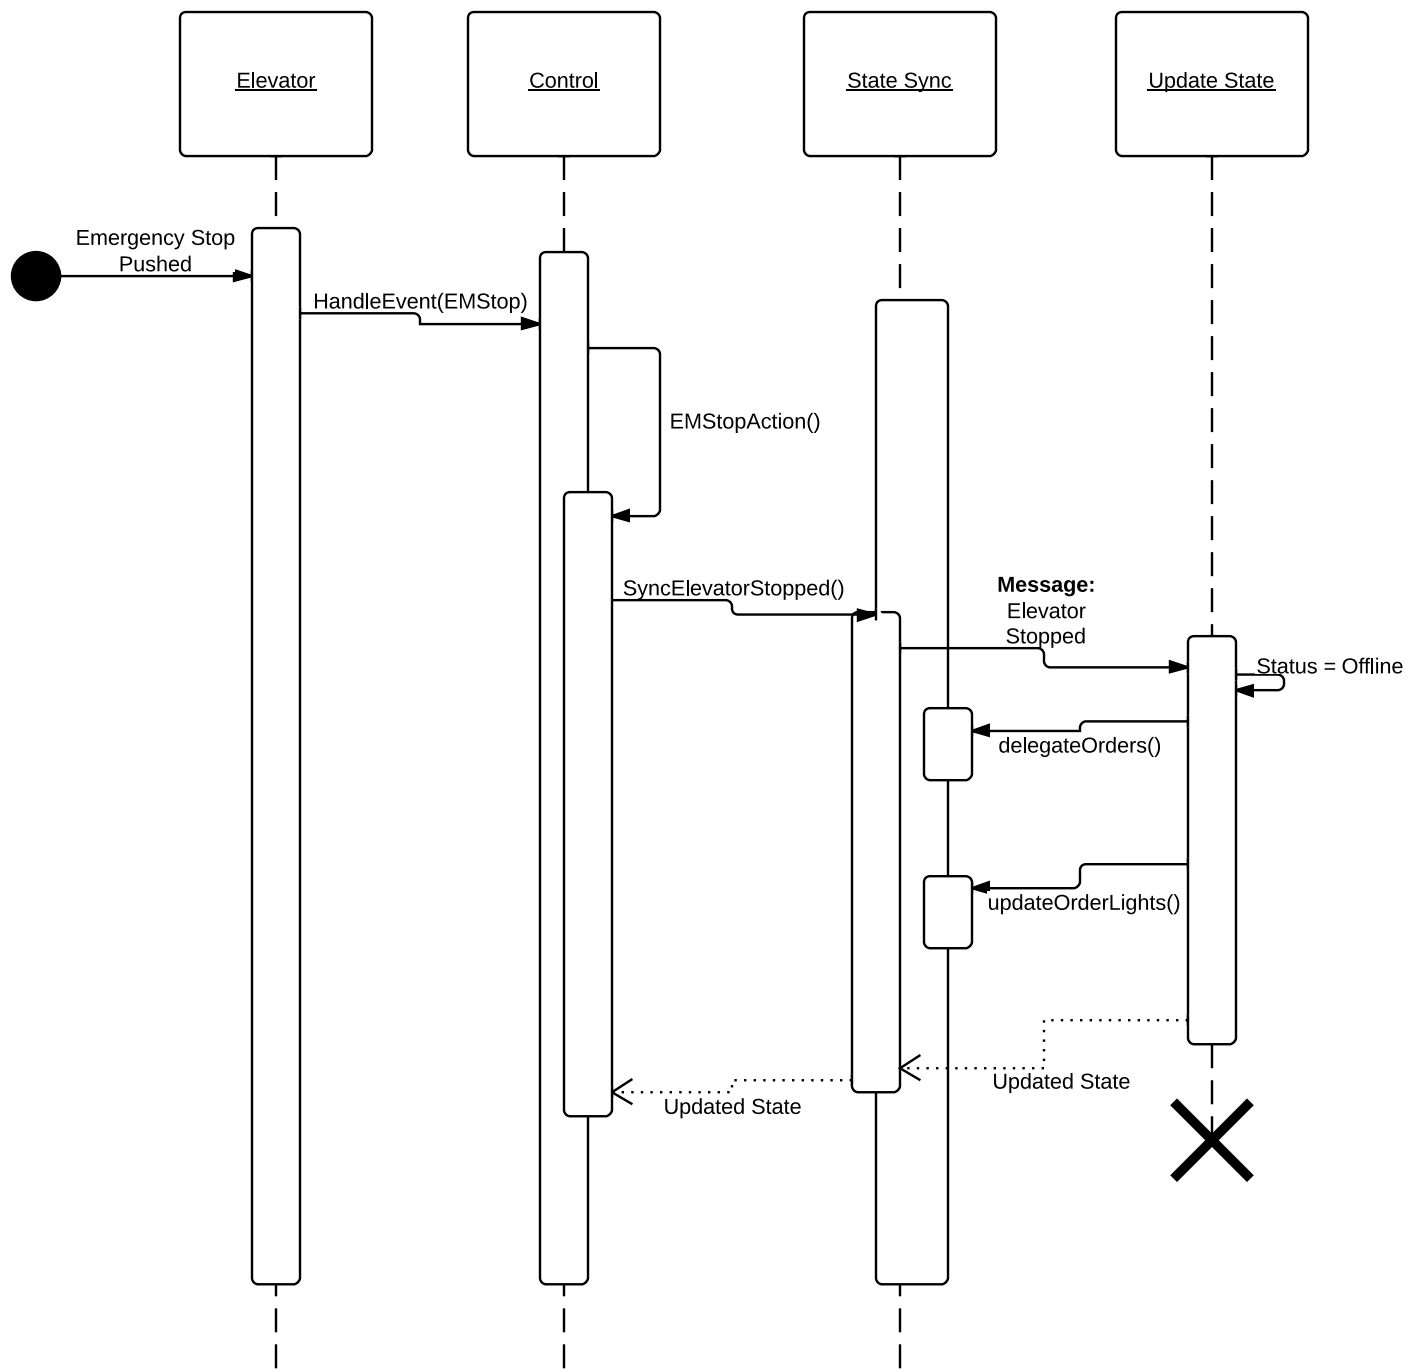 Elevator
Control
State Sync
Update State
Emergency Stop
Pushed
HandleEvent(EMStop)
EMStopAction()
SyncElevatorStopped()
Message:
Elevator
Stopped
Status = Offline
delegateOrders()
updateOrderLights()
Updated State
Updated State